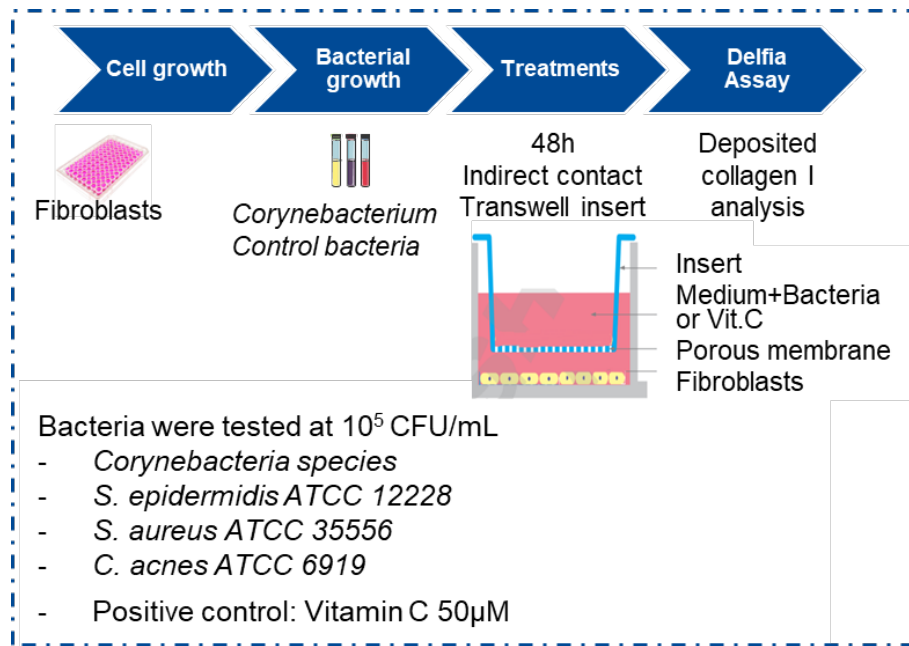 Cell growth
Bacterial
growth
Treatments
Delfia
Assay
Fibroblasts
Corynebacterium
Control bacteria
48h
Indirect contact
Transwell insert
Deposited
collagen I
analysis
Insert
Medium+Bacteria
or Vit.C
Porous membrane
Fibroblasts
Bacteria were tested at 10⁵ CFU/mL
- Corynebacteria species
- S. epidermidis ATCC 12228
- S. aureus ATCC 35556
- C. acnes ATCC 6919
- Positive control: Vitamin C 50µM